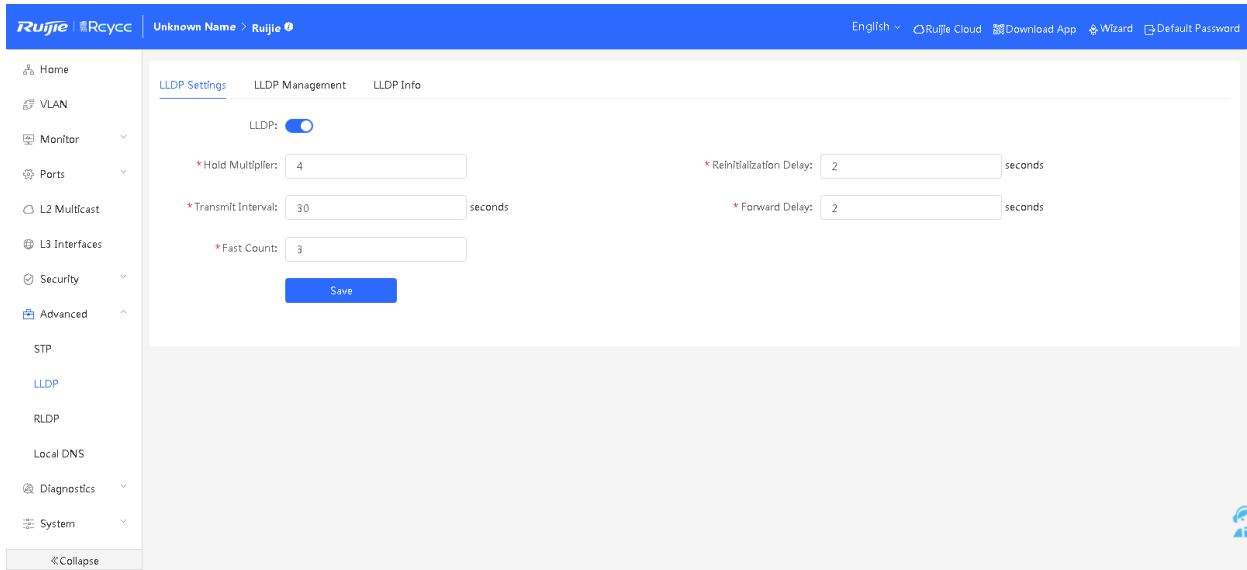 Ruijie Rcycc Unknown Name > Ruijie English Ruijie Cloud Download App Wizard Default Password
Home
VLAN
Monitor
Ports
L2 Multicast
L3 Interfaces
Security
Advanced
STP
LLDP
RLDP
Local DNS
Diagnostics
System
«Collapse
LLDP Settings LLDP Management LLDP Info
LLDP:
* Hold Multiplier: 4 * Reinitialization Delay: 2 seconds
* Transmit Interval: 30 seconds * Forward Delay: 2 seconds
* Fast Count: 3
Save